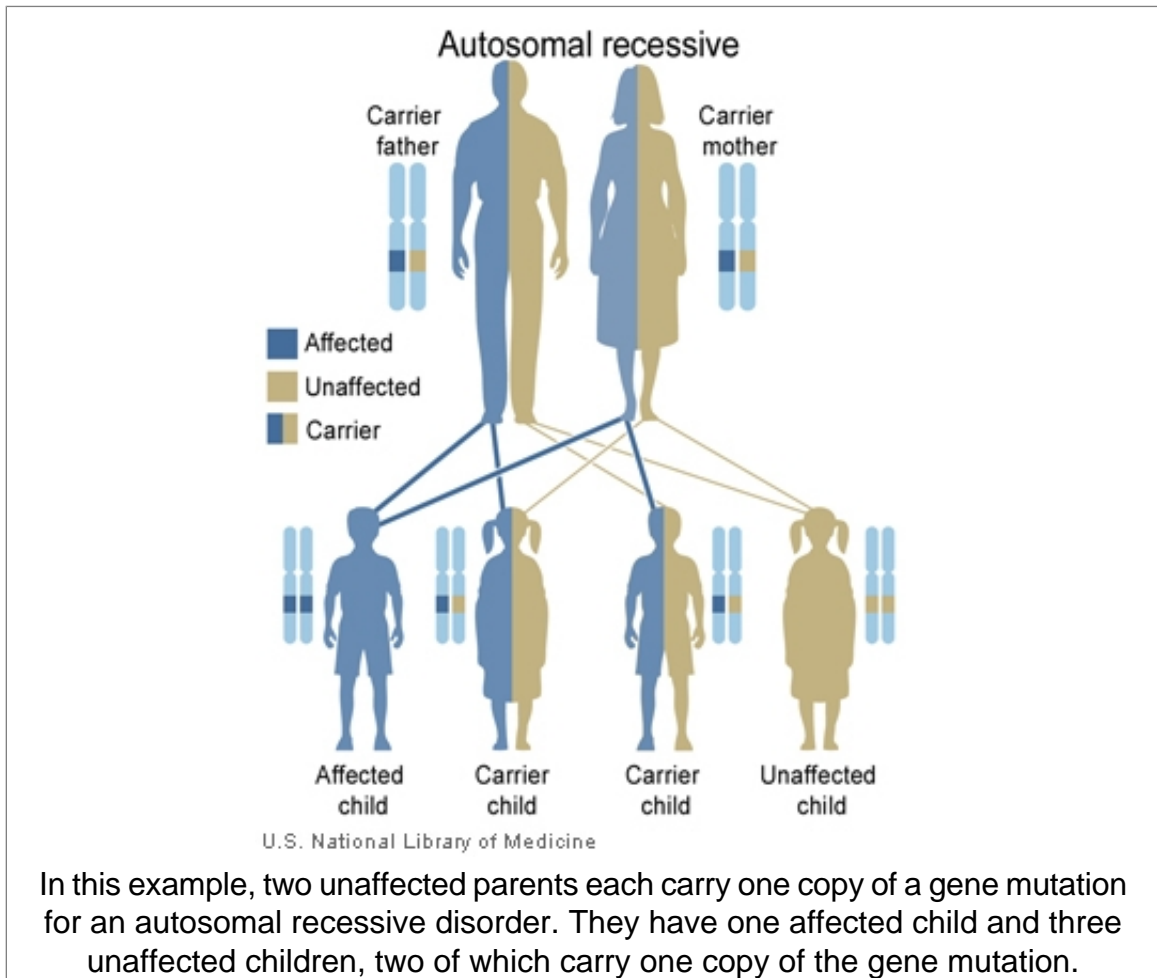 Autosomal recessive
Carrier
father
Carrier
mother
Affected
Unaffected
Carrier
Affected
child
Carrier
child
Carrier
child
Unaffected
child
U.S. National Library of Medicine
In this example, two unaffected parents each carry one copy of a gene mutation
for an autosomal recessive disorder. They have one affected child and three
unaffected children, two of which carry one copy of the gene mutation.